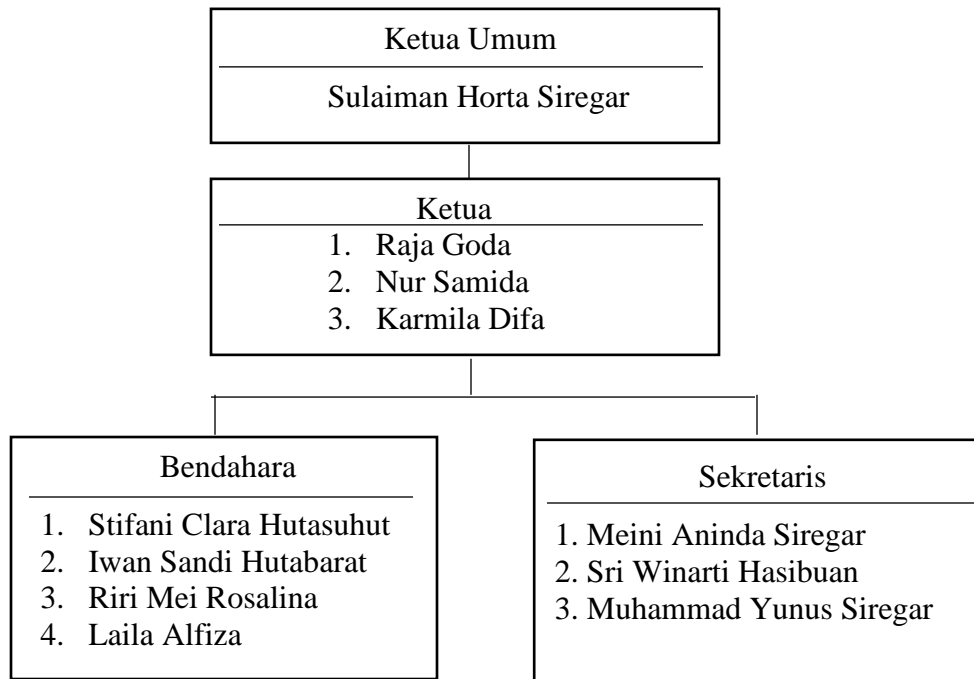 Ketua Umum
Sulaiman Horta Siregar
Ketua
1. Raja Goda
2. Nur Samida
3. Karmila Difa
Bendahara
1. Stifani Clara Hutasuhut
2. Iwan Sandi Hutabarat
3. Riri Mei Rosalina
4. Laila Alfiza
Sekretaris
1. Meini Aninda Siregar
2. Sri Winarti Hasibuan
3. Muhammad Yunus Siregar